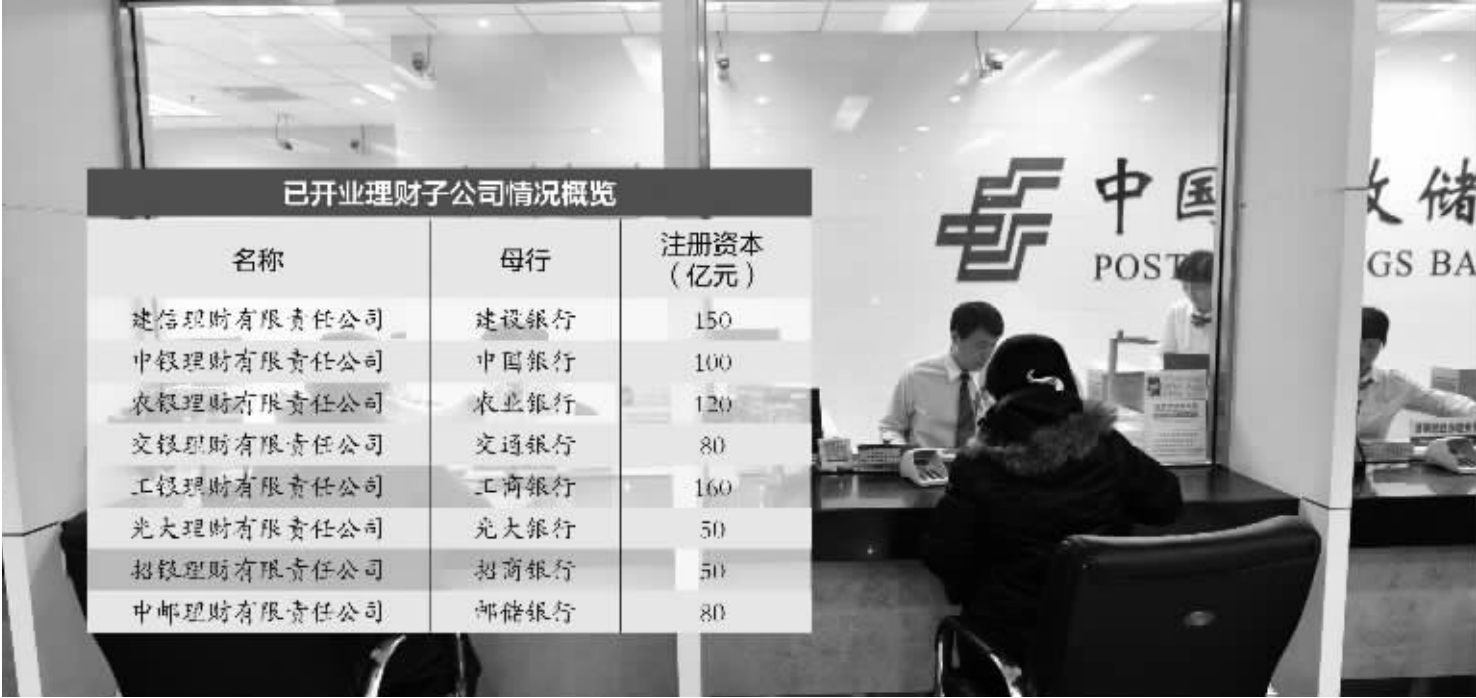 已开业理财子公司情况概览
名称 母行 注册资本（亿元）
建信理财有限责任公司 建设银行 150
中银理财有限责任公司 中国银行 100
农银理财有限责任公司 农业银行 120
交银理财有限责任公司 交通银行 80
工银理财有限责任公司 工商银行 160
光大理财有限责任公司 光大银行 50
招银理财有限责任公司 招商银行 50
中邮理财有限责任公司 邮储银行 80
中国 储
POST GS BA